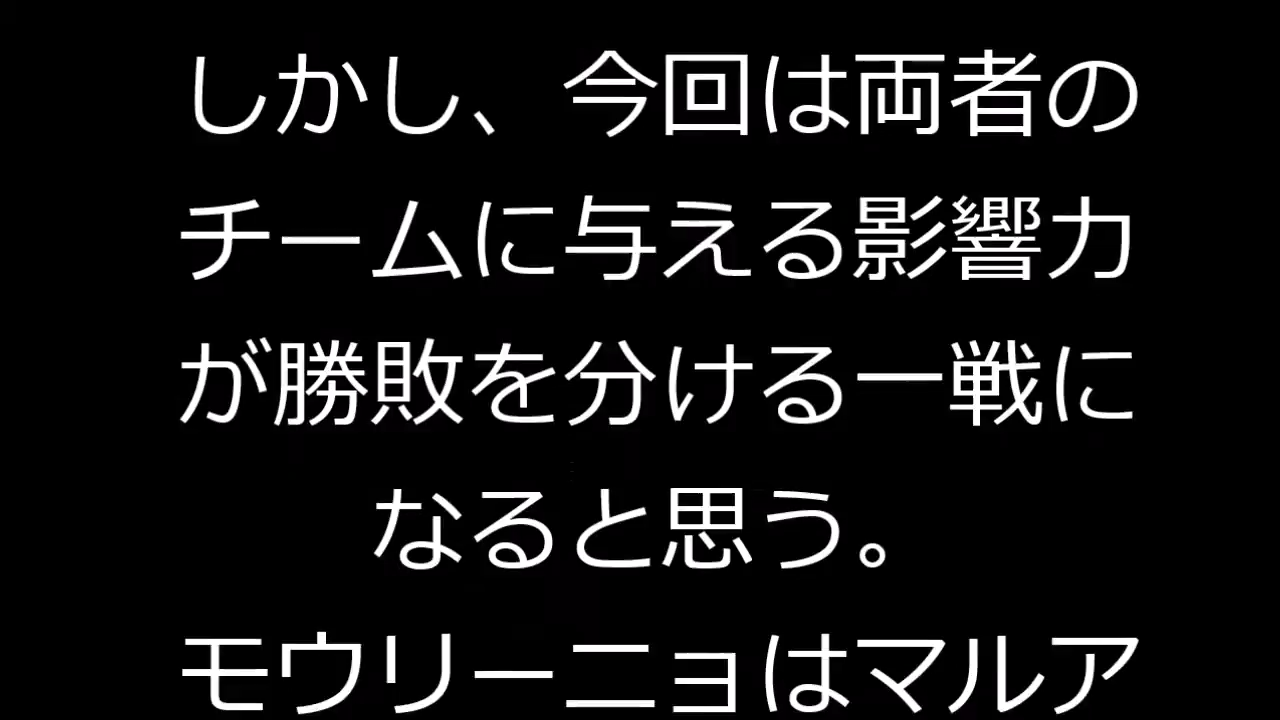 しかし、今回は両者の
チームに与える影響力
が勝敗を分ける一戦に
なると思う。
モウリーニョはマルア